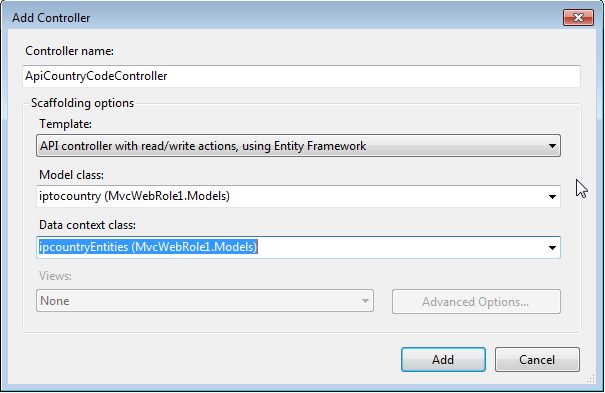 Add Controller
Controller name:
ApiCountryCodeController
Scaffolding options
Template:
API controller with read/write actions, using Entity Framework
Model class:
iptocountry (MvcWebRole1.Models)
Data context class:
ipcountryEntities (MvcWebRole1.Models)
Views:
None
Advanced Options...
Add
Cancel